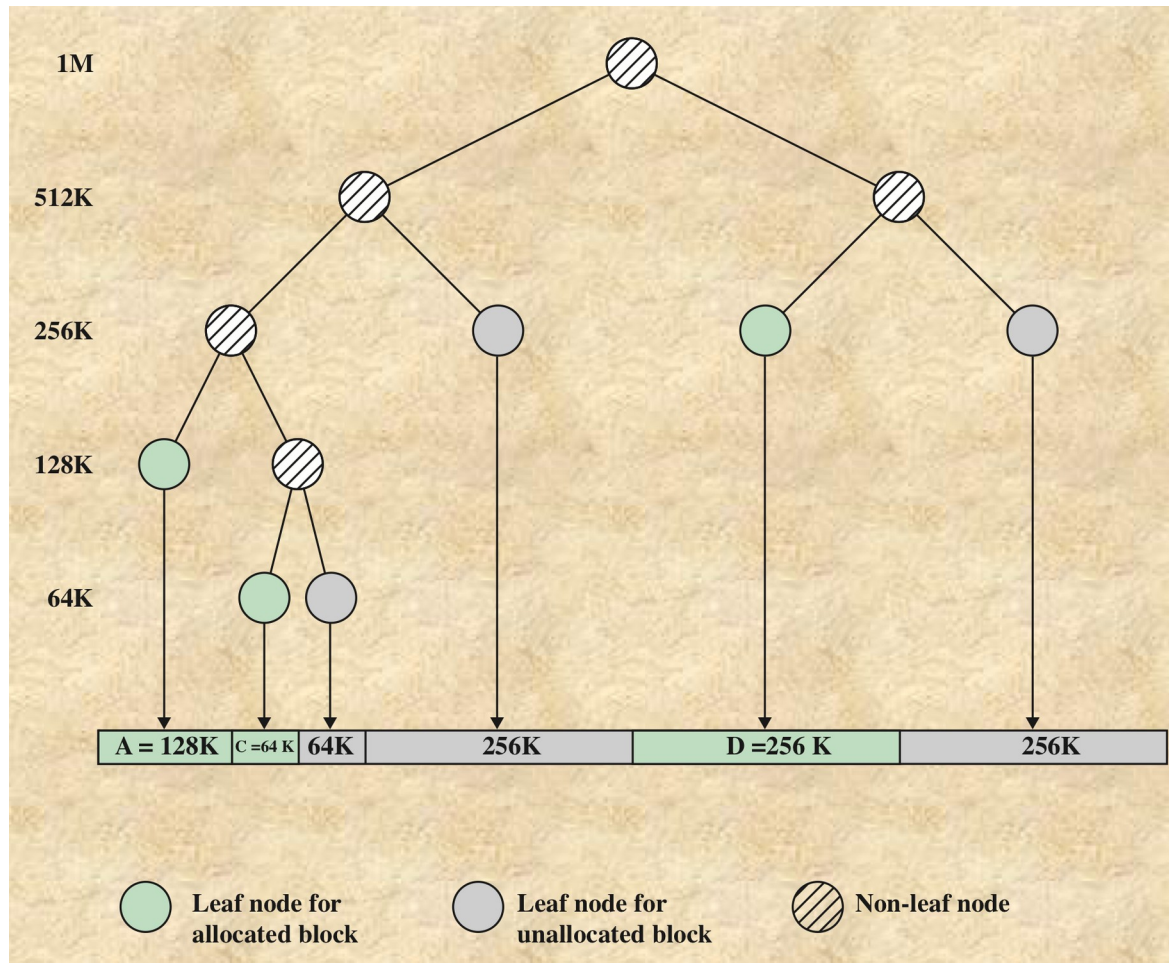 1M
512K
256K
128K
64K
A = 128K C =64 K 64K 256K D =256 K 256K
Leaf node for
allocated block
Leaf node for
unallocated block
Non-leaf node